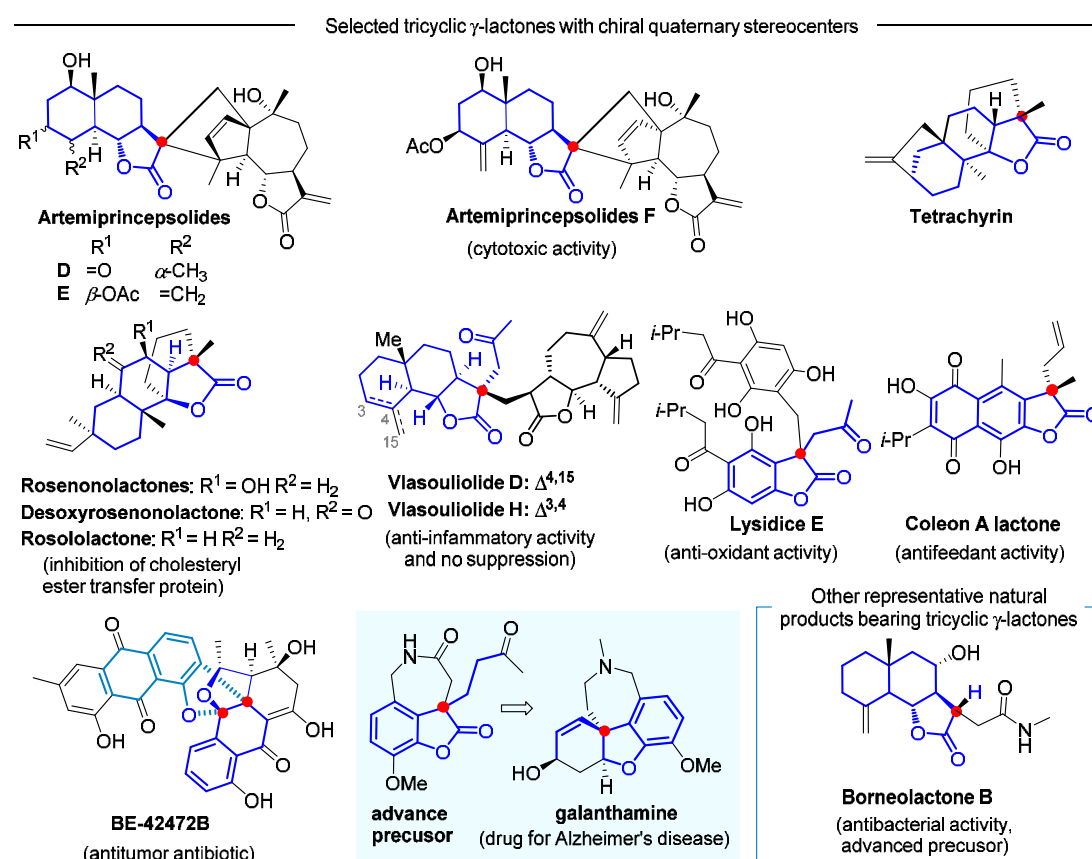 Selected tricyclic γ-lactones with chiral quaternary stereocenters
OH
R¹
R²
H
O
O
HO
H
O
O
Artemiprincepsolides
R¹ R²
D =O α-CH₃
E β-OAc =CH₂
OH
AcO
H
O
O
HO
H
O
O
Artemiprincepsolides F
(cytotoxic activity)
H
O
O
Tetrachyrin
R¹
R²
H
H
O
O
Rosenonolactones: R¹ = OH R² = H₂
Desoxyrosenonolactone: R¹ = H, R² = O
Rosololactone: R¹ = H R² = H₂
(inhibition of cholesteryl
ester transfer protein)
Me
O
H
H
H
3
4
15
O
O
O
O
H
Vlasouliolide D: Δ⁴,¹⁵
Vlasouliolide H: Δ³,⁴
(anti-infammatory activity
and no suppression)
i-Pr
HO
O
OH
HO
i-Pr
OH
O
O
HO
O
O
Lysidice E
(anti-oxidant activity)
O
HO
i-Pr
O
OH
O
O
Coleon A lactone
(antifeedant activity)
O
O
OH
O
O
H
OH
OH
O
OH
BE-42472B
(antitumor antibiotic)
H
N
O
O
O
O
OMe
advance
precusor
N
HO
H
O
OMe
galanthamine
(drug for Alzheimer's disease)
Other representative natural
products bearing tricyclic γ-lactones
OH
H
O
N
H
O
O
Borneolactone B
(antibacterial activity,
advanced precusor)